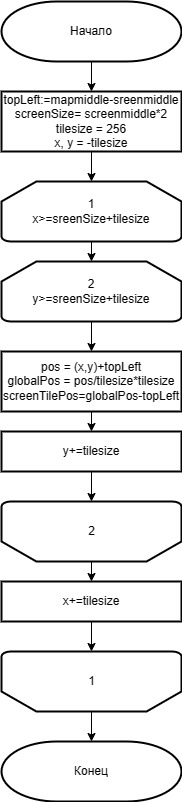 Начало
topLeft:=mapmiddle-sreenmiddle
screenSize= screenmiddle*2
tilesize = 256
x, y = -tilesize
1
x>=sreenSize+tilesize
2
y>=sreenSize+tilesize
pos = (x,y)+topLeft
globalPos = pos/tilesize*tilesize
screenTilePos=globalPos-topLeft
y+=tilesize
2
x+=tilesize
1
Конец